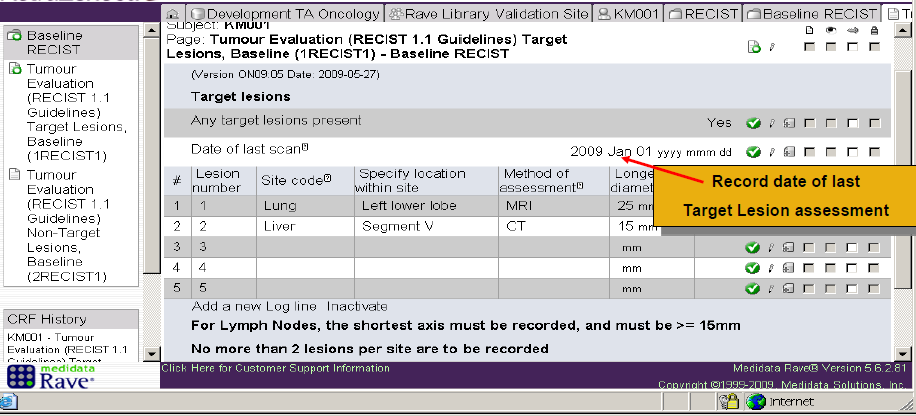 Development TA Oncology Rave Library Validation Site KM001 RECIST Baseline RECIST
Baseline
RECIST
Tumour
Evaluation
(RECIST 1.1
Guidelines)
Target Lesions,
Baseline
(1RECIST1)
Tumour
Evaluation
(RECIST 1.1
Guidelines)
Non-Target
Lesions,
Baseline
(2RECIST1)
CRF History
KM001 - Tumour
Evaluation (RECIST 1.1
Guidelines) Target
medidata
Rave
Subject: KM001
Page: Tumour Evaluation (RECIST 1.1 Guidelines) Target
Lesions, Baseline (1RECIST1) - Baseline RECIST
(Version ON09.05 Date: 2009-05-27)
Target lesions
Any target lesions present Yes
Date of last scan 2009 Jan 01 yyyy mmm dd
Record date of last
Target Lesion assessment
# Lesion number Site code Specify location within site Method of assessment
1 1 Lung Left lower lobe MRI 25 mm
2 2 Liver Segment V CT 15 mm
3 3 mm
4 4 mm
5 5 mm
Add a new Log line Inactivate
For Lymph Nodes, the shortest axis must be recorded, and must be >= 15mm
No more than 2 lesions per site are to be recorded
Click Here for Customer Support Information Medidata Rave® Version 5.6.2.81
Copyright ©1999-2009, Medidata Solutions, Inc.
Internet